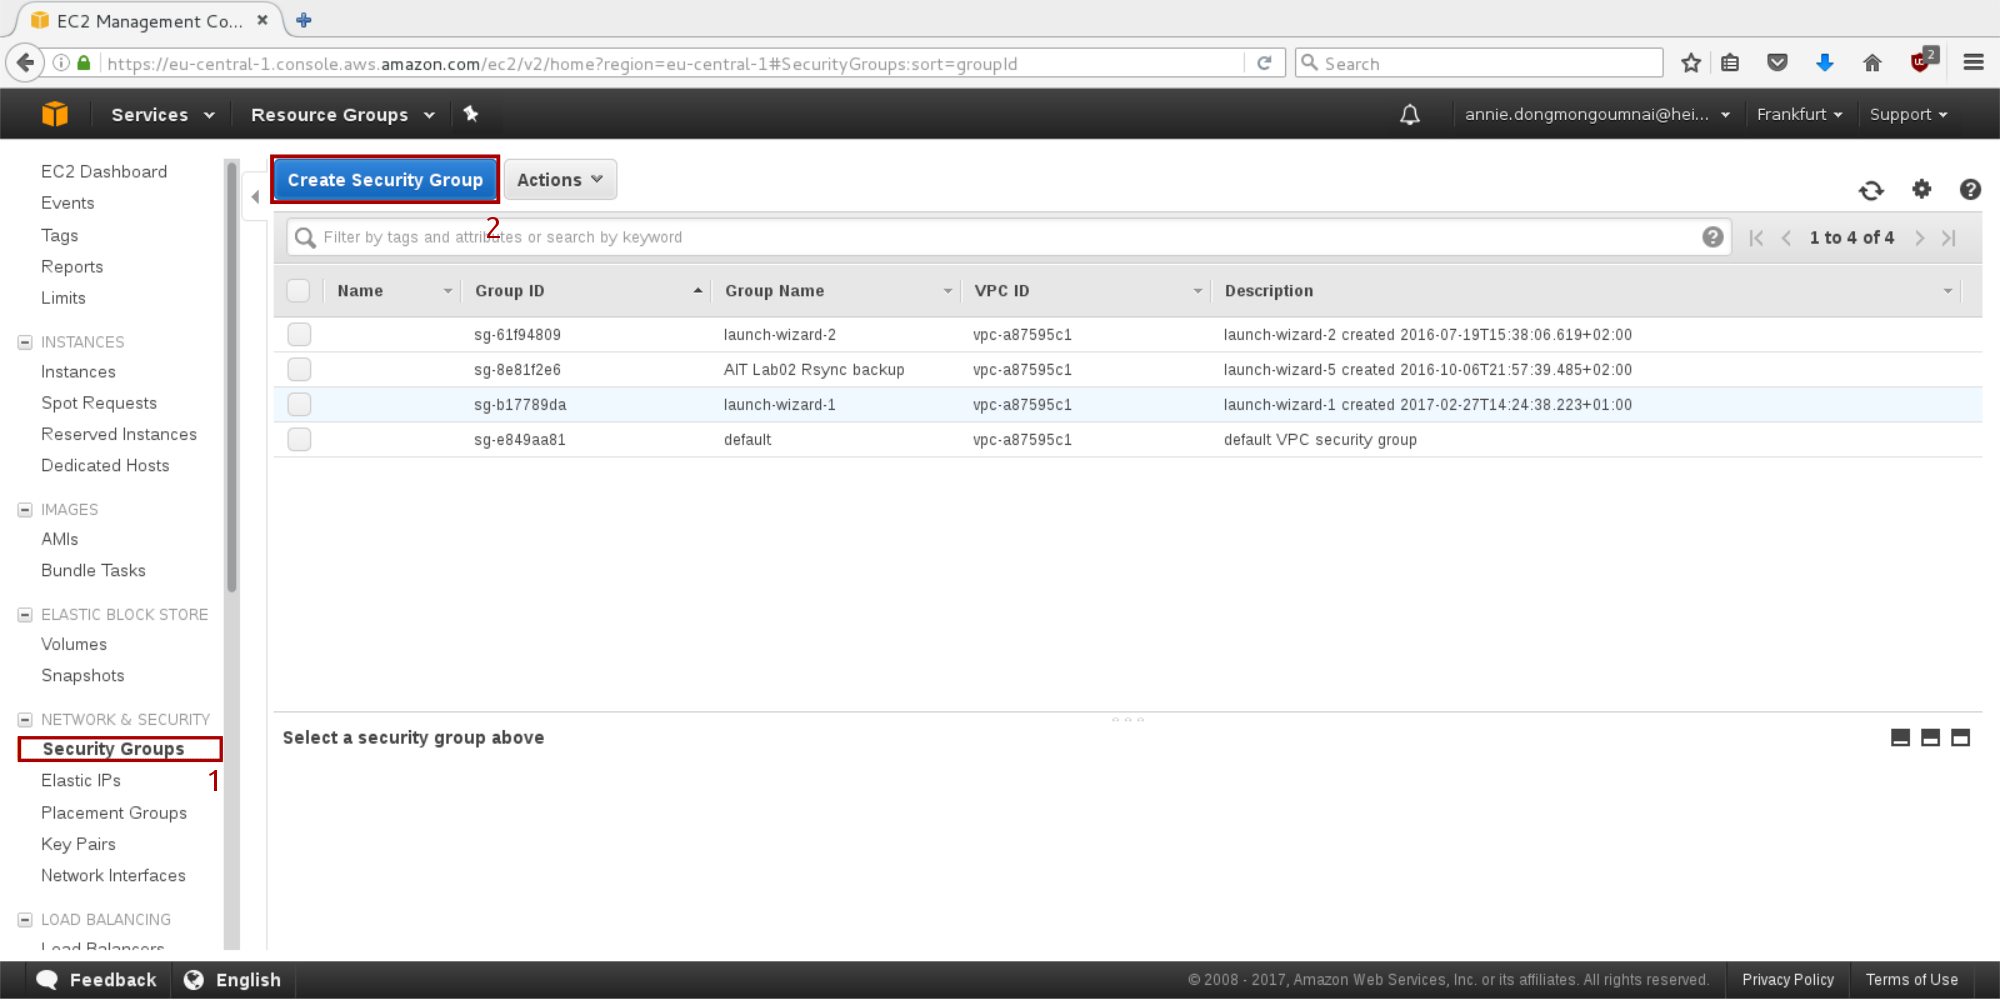 EC2 Management Co...
https://eu-central-1.console.aws.amazon.com/ec2/v2/home?region=eu-central-1#SecurityGroups:sort=groupId
Search
2
Services
Resource Groups
annie.dongmongoumnai@hei...
Frankfurt
Support
EC2 Dashboard
Events
Tags
Reports
Limits
INSTANCES
Instances
Spot Requests
Reserved Instances
Dedicated Hosts
IMAGES
AMIs
Bundle Tasks
ELASTIC BLOCK STORE
Volumes
Snapshots
NETWORK & SECURITY
Security Groups
1
Elastic IPs
Placement Groups
Key Pairs
Network Interfaces
LOAD BALANCING
Load Balancers
Create Security Group
Actions
2
Filter by tags and attributes or search by keyword
1 to 4 of 4
Name Group ID Group Name VPC ID Description
sg-61f94809 launch-wizard-2 vpc-a87595c1 launch-wizard-2 created 2016-07-19T15:38:06.619+02:00
sg-8e81f2e6 AIT Lab02 Rsync backup vpc-a87595c1 launch-wizard-5 created 2016-10-06T21:57:39.485+02:00
sg-b17789da launch-wizard-1 vpc-a87595c1 launch-wizard-1 created 2017-02-27T14:24:38.223+01:00
sg-e849aa81 default vpc-a87595c1 default VPC security group
Select a security group above
Feedback
English
© 2008 - 2017, Amazon Web Services, Inc. or its affiliates. All rights reserved.
Privacy Policy
Terms of Use